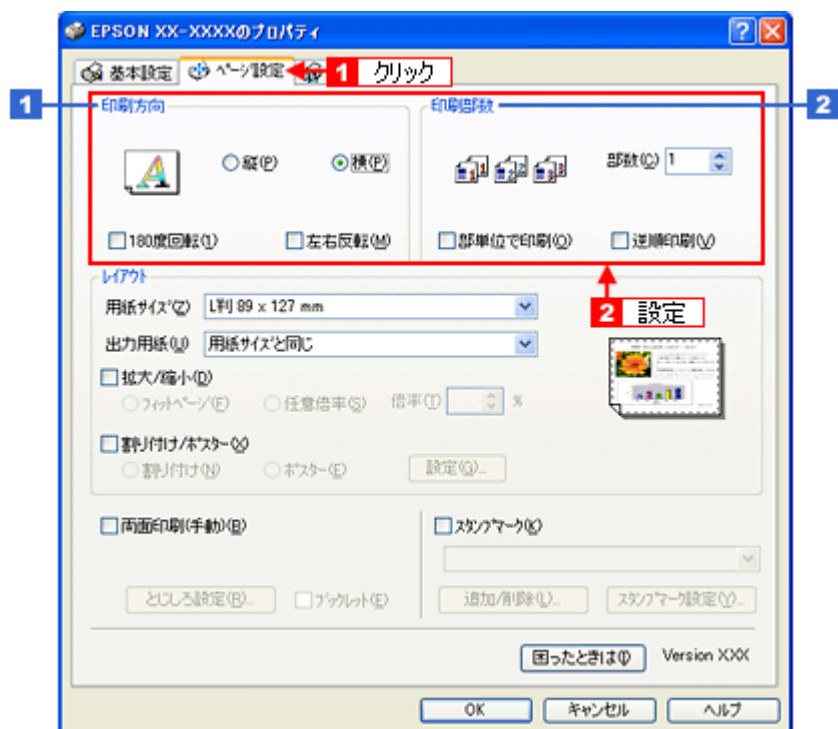 EPSON XX-XXXXのプロパティ
基本設定 ページ設定 1 クリック
1 印刷方向 印刷部数 2
縦(P) 横(P) 部数(C) 1
180度回転(1) 左右反転(M) 部単位で印刷(O) 逆順印刷(V)
レイアウト
用紙サイズ(Z) L判 89 x 127 mm
2 設定
出力用紙(U) 用紙サイズと同じ
拡大/縮小(D)
フィットページ(F) 任意倍率(S) 倍率(T) %
割り付け/ポスター(X)
割り付け(N) ポスター(E) 設定(G)...
両面印刷(手動)(B) スタンプマーク(K)
とじしろ設定(R)... ブックレット(E) 追加/削除(L)... スタンプマーク設定(Y)...
困ったときは(I) Version XXX
OK キャンセル ヘルプ